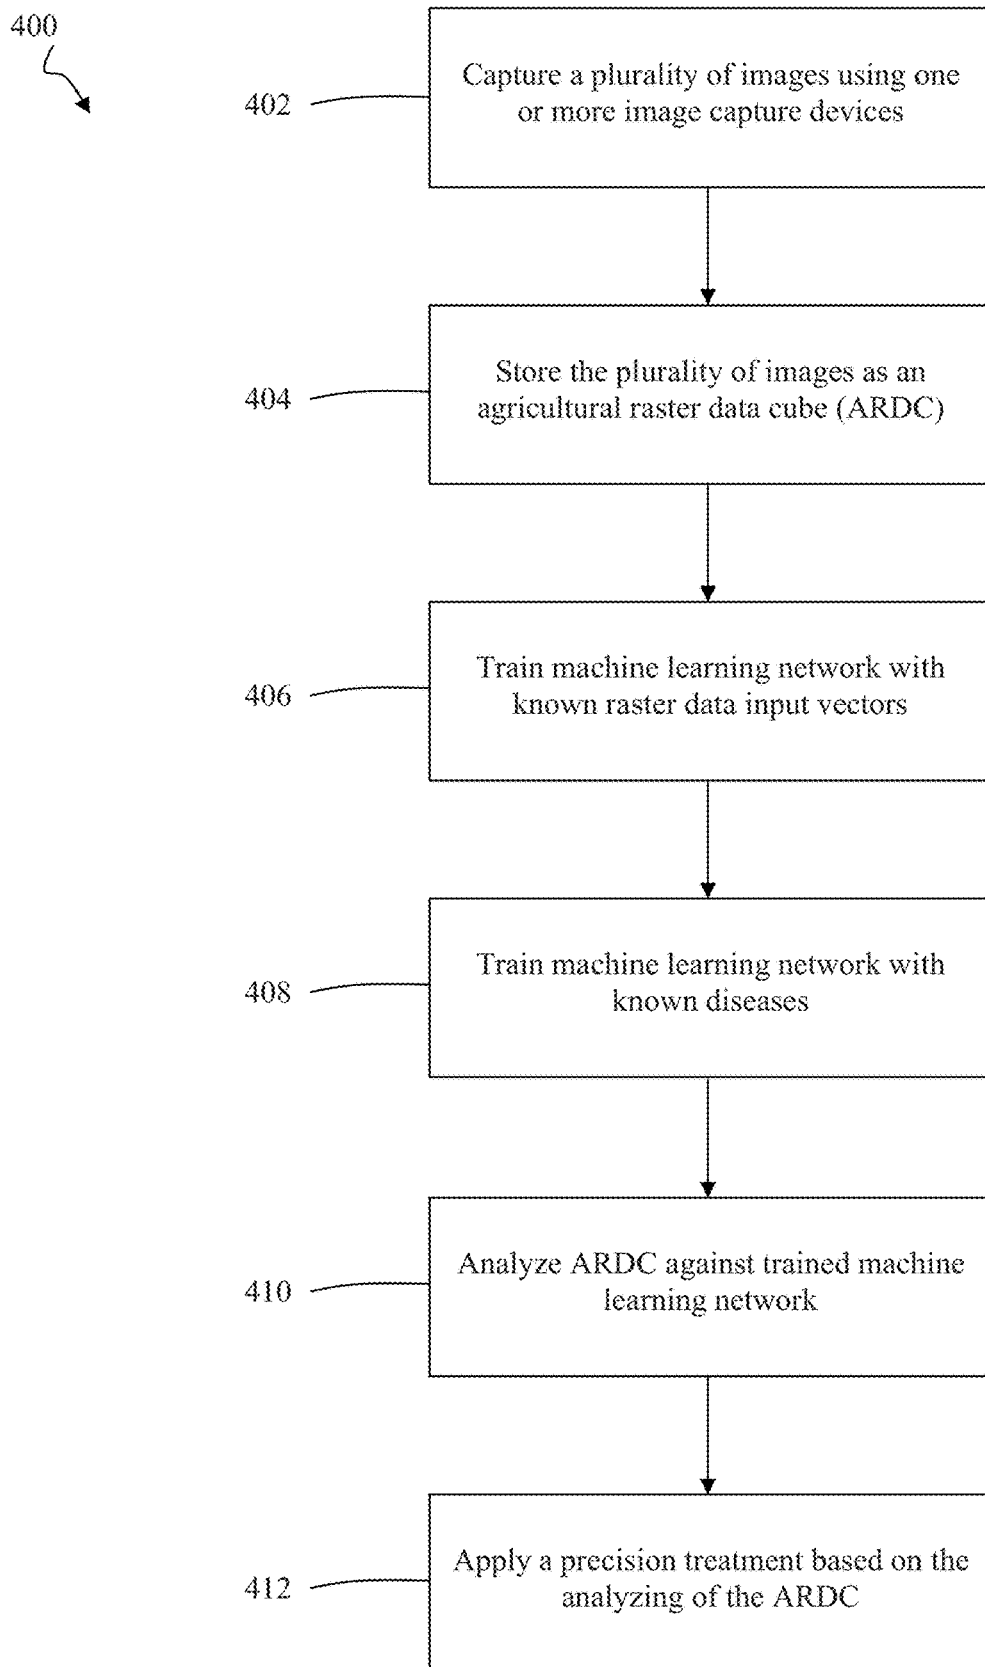 400
402
Capture a plurality of images using one
or more image capture devices
404
Store the plurality of images as an
agricultural raster data cube (ARDC)
406
Train machine learning network with
known raster data input vectors
408
Train machine learning network with
known diseases
410
Analyze ARDC against trained machine
learning network
412
Apply a precision treatment based on the
analyzing of the ARDC